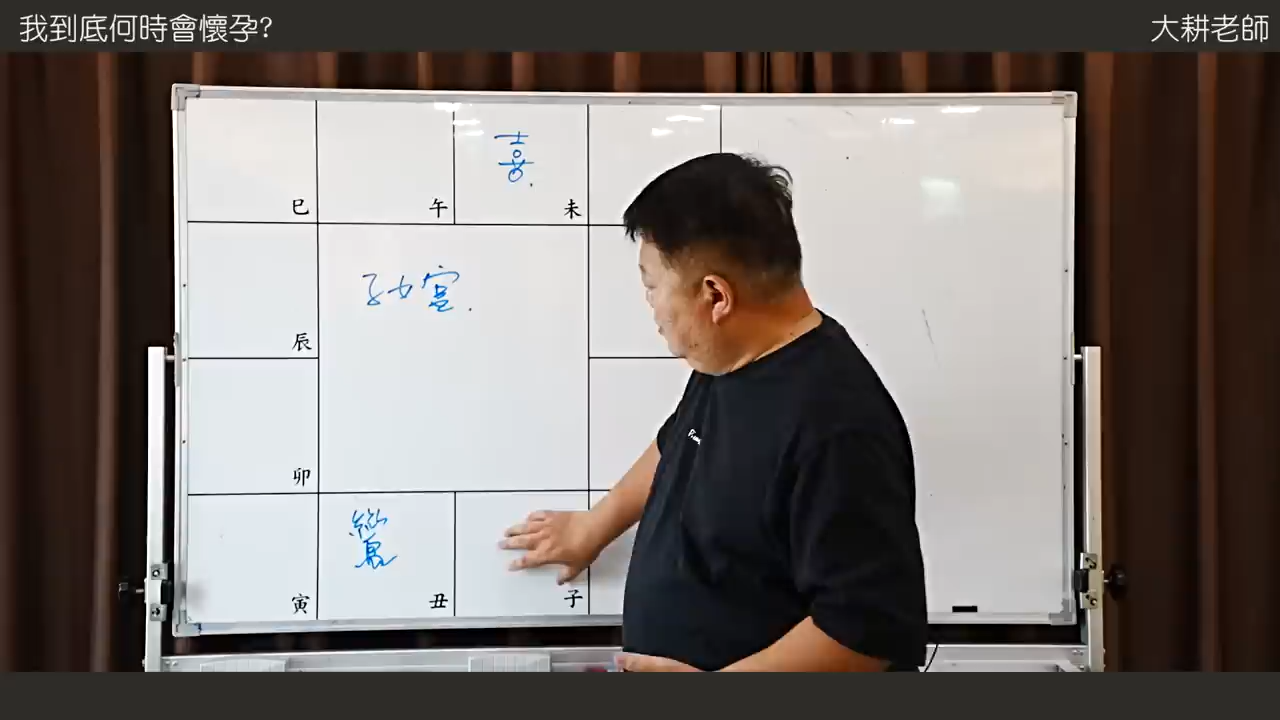 我到底何時會懷孕?
大耕老師
喜
巳
午
未
子女宮
辰
卯
鸞
寅
丑
子